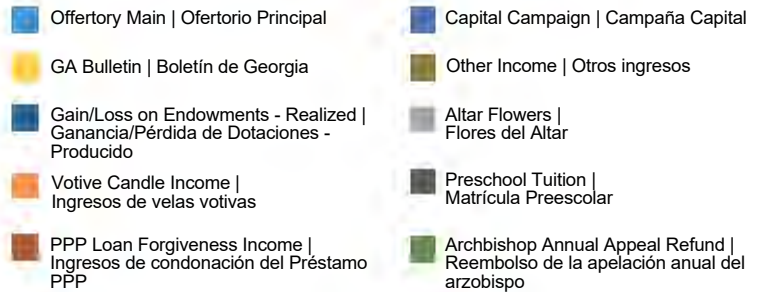 Offertory Main | Ofertorio Principal
GA Bulletin | Boletín de Georgia
Gain/Loss on Endowments - Realized |
Ganancia/Pérdida de Dotaciones -
Producido
Votive Candle Income |
Ingresos de velas votivas
PPP Loan Forgiveness Income |
Ingresos de condonación del Préstamo
PPP
Capital Campaign | Campaña Capital
Other Income | Otros ingresos
Altar Flowers |
Flores del Altar
Preschool Tuition |
Matrícula Preescolar
Archbishop Annual Appeal Refund |
Reembolso de la apelación anual del
arzobispo